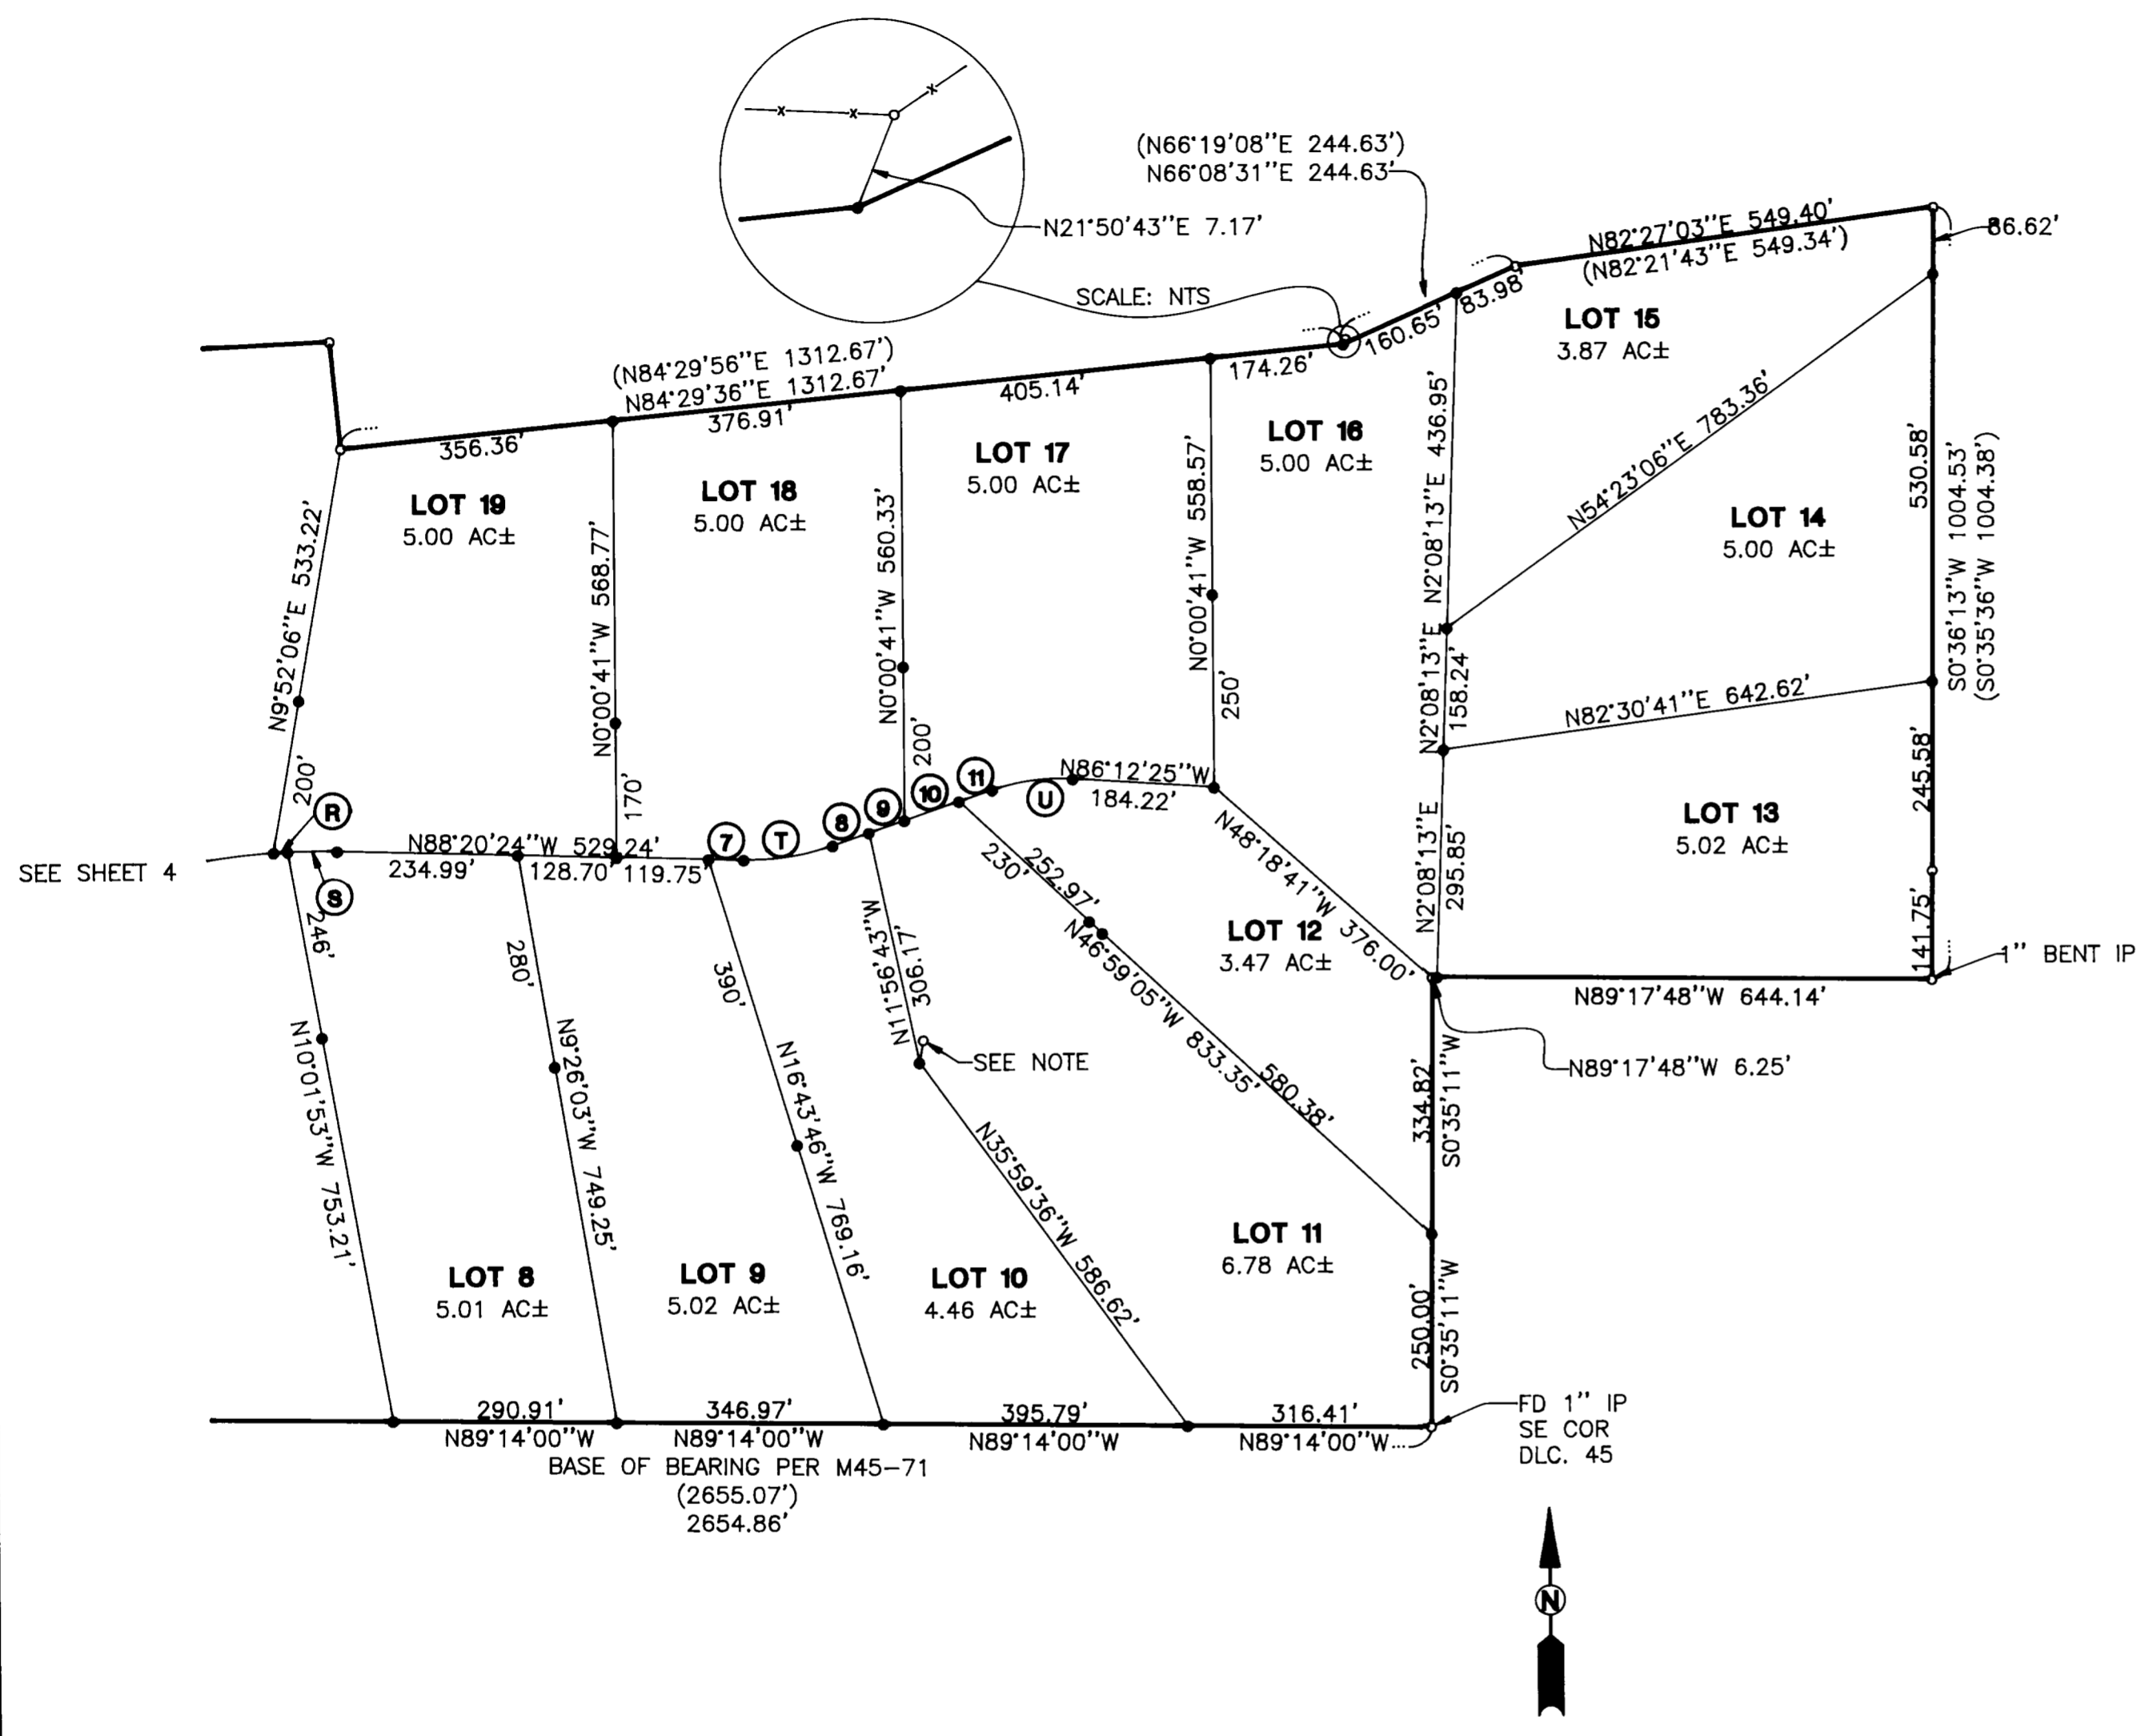 (N66°19'08"E 244.63')
N66°08'31"E 244.63'
N21°50'43"E 7.17'
SCALE: NTS
N82°27'03"E 549.40'
(N82°21'43"E 549.34')
86.62'
(N84°29'56"E 1312.67')
N84°29'36"E 1312.67'
356.36'
376.91'
405.14'
174.26'
160.65'
83.98'
LOT 15
3.87 AC±
LOT 16
5.00 AC±
LOT 17
5.00 AC±
LOT 18
5.00 AC±
LOT 19
5.00 AC±
LOT 14
5.00 AC±
N9°52'06"E 533.22'
200'
N0°00'41"W 568.77'
170'
N0°00'41"W 560.33'
200'
N0°00'41"W 558.57'
250'
N2°08'13"E 436.95'
N54°23'06"E 783.36'
530.58'
S0°36'13"W 1004.53'
(S0°35'36"W 1004.38')
N2°08'13"E
158.24'
N82°30'41"E 642.62'
245.58'
LOT 13
5.02 AC±
N2°08'13"E
295.85'
141.75'
1" BENT IP
N89°17'48"W 644.14'
N89°17'48"W 6.25'
SEE SHEET 4
R
S
N88°20'24"W 529.24'
234.99'
128.70'
119.75'
7
T
8
9
10
11
U
N86°12'25"W
184.22'
N48°18'41"W 376.00'
252.97'
230'
N46°59'05"W 833.35'
580.38'
LOT 12
3.47 AC±
246'
N10°01'53"W 753.21'
280'
N9°26'03"W 749.25'
390'
N16°43'46"W 769.16'
N11°56'43"W
306.17'
SEE NOTE
N35°59'36"W 586.62'
334.82'
S0°35'11"W
LOT 11
6.78 AC±
LOT 8
5.01 AC±
LOT 9
5.02 AC±
LOT 10
4.46 AC±
250.00'
S0°35'11"W
290.91'
346.97'
395.79'
316.41'
N89°14'00"W
N89°14'00"W
N89°14'00"W
N89°14'00"W
FD 1" IP
SE COR
DLC. 45
BASE OF BEARING PER M45-71
(2655.07')
2654.86'
N